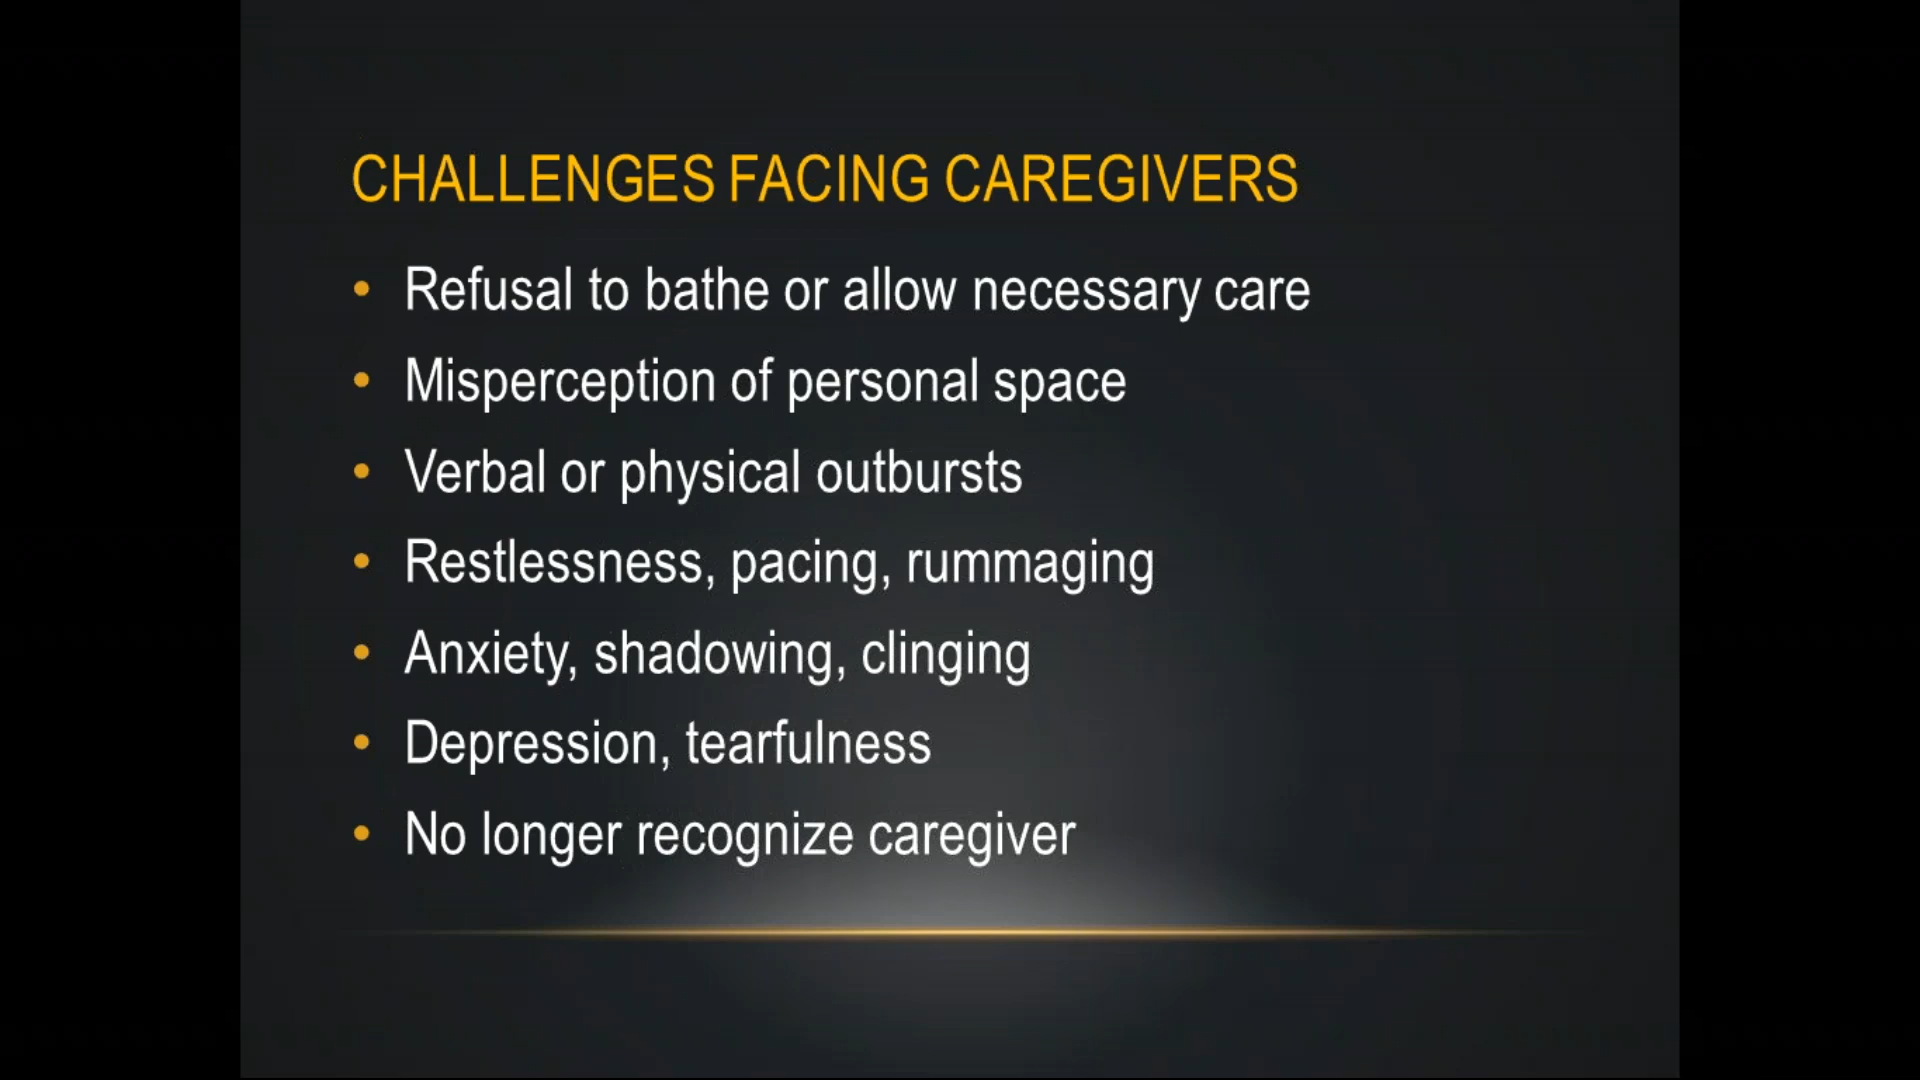 CHALLENGES FACING CAREGIVERS
• Refusal to bathe or allow necessary care
• Misperception of personal space
• Verbal or physical outbursts
• Restlessness, pacing, rummaging
• Anxiety, shadowing, clinging
• Depression, tearfulness
• No longer recognize caregiver